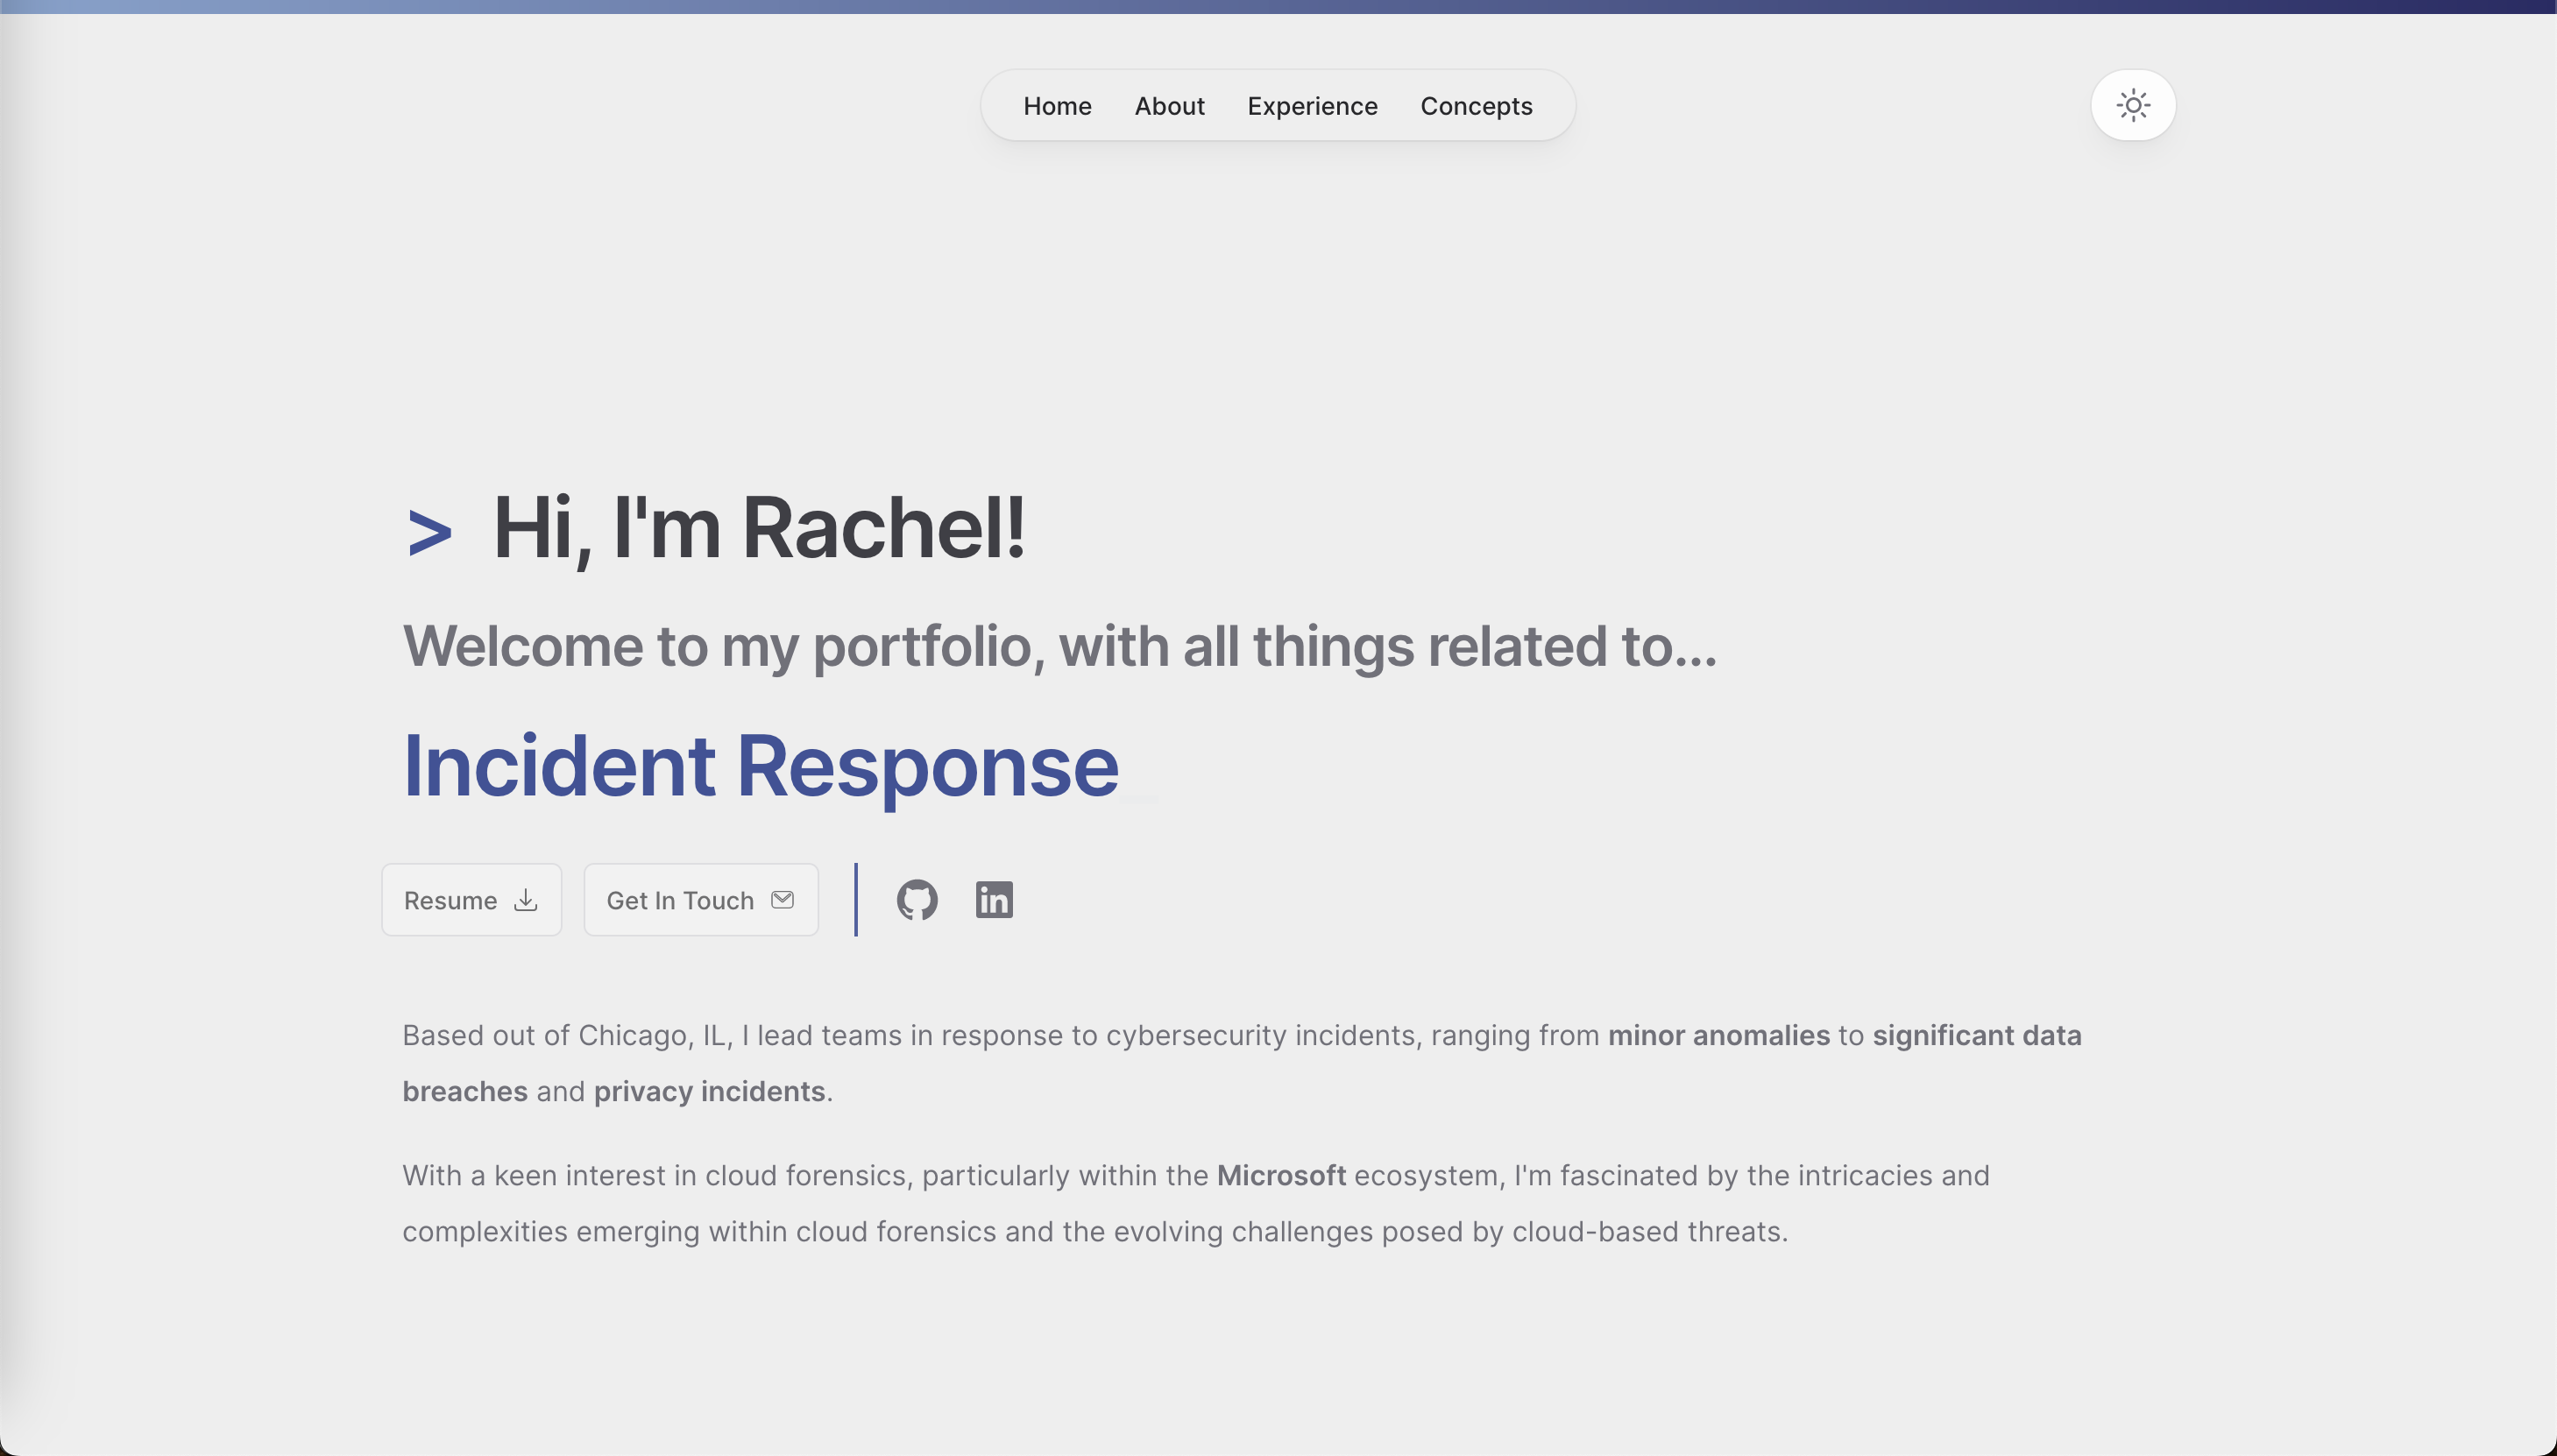 Home About Experience Concepts
> Hi, I'm Rachel!
Welcome to my portfolio, with all things related to...
Incident Response
Resume Get In Touch in
Based out of Chicago, IL, I lead teams in response to cybersecurity incidents, ranging from minor anomalies to significant data
breaches and privacy incidents.
With a keen interest in cloud forensics, particularly within the Microsoft ecosystem, I'm fascinated by the intricacies and
complexities emerging within cloud forensics and the evolving challenges posed by cloud-based threats.